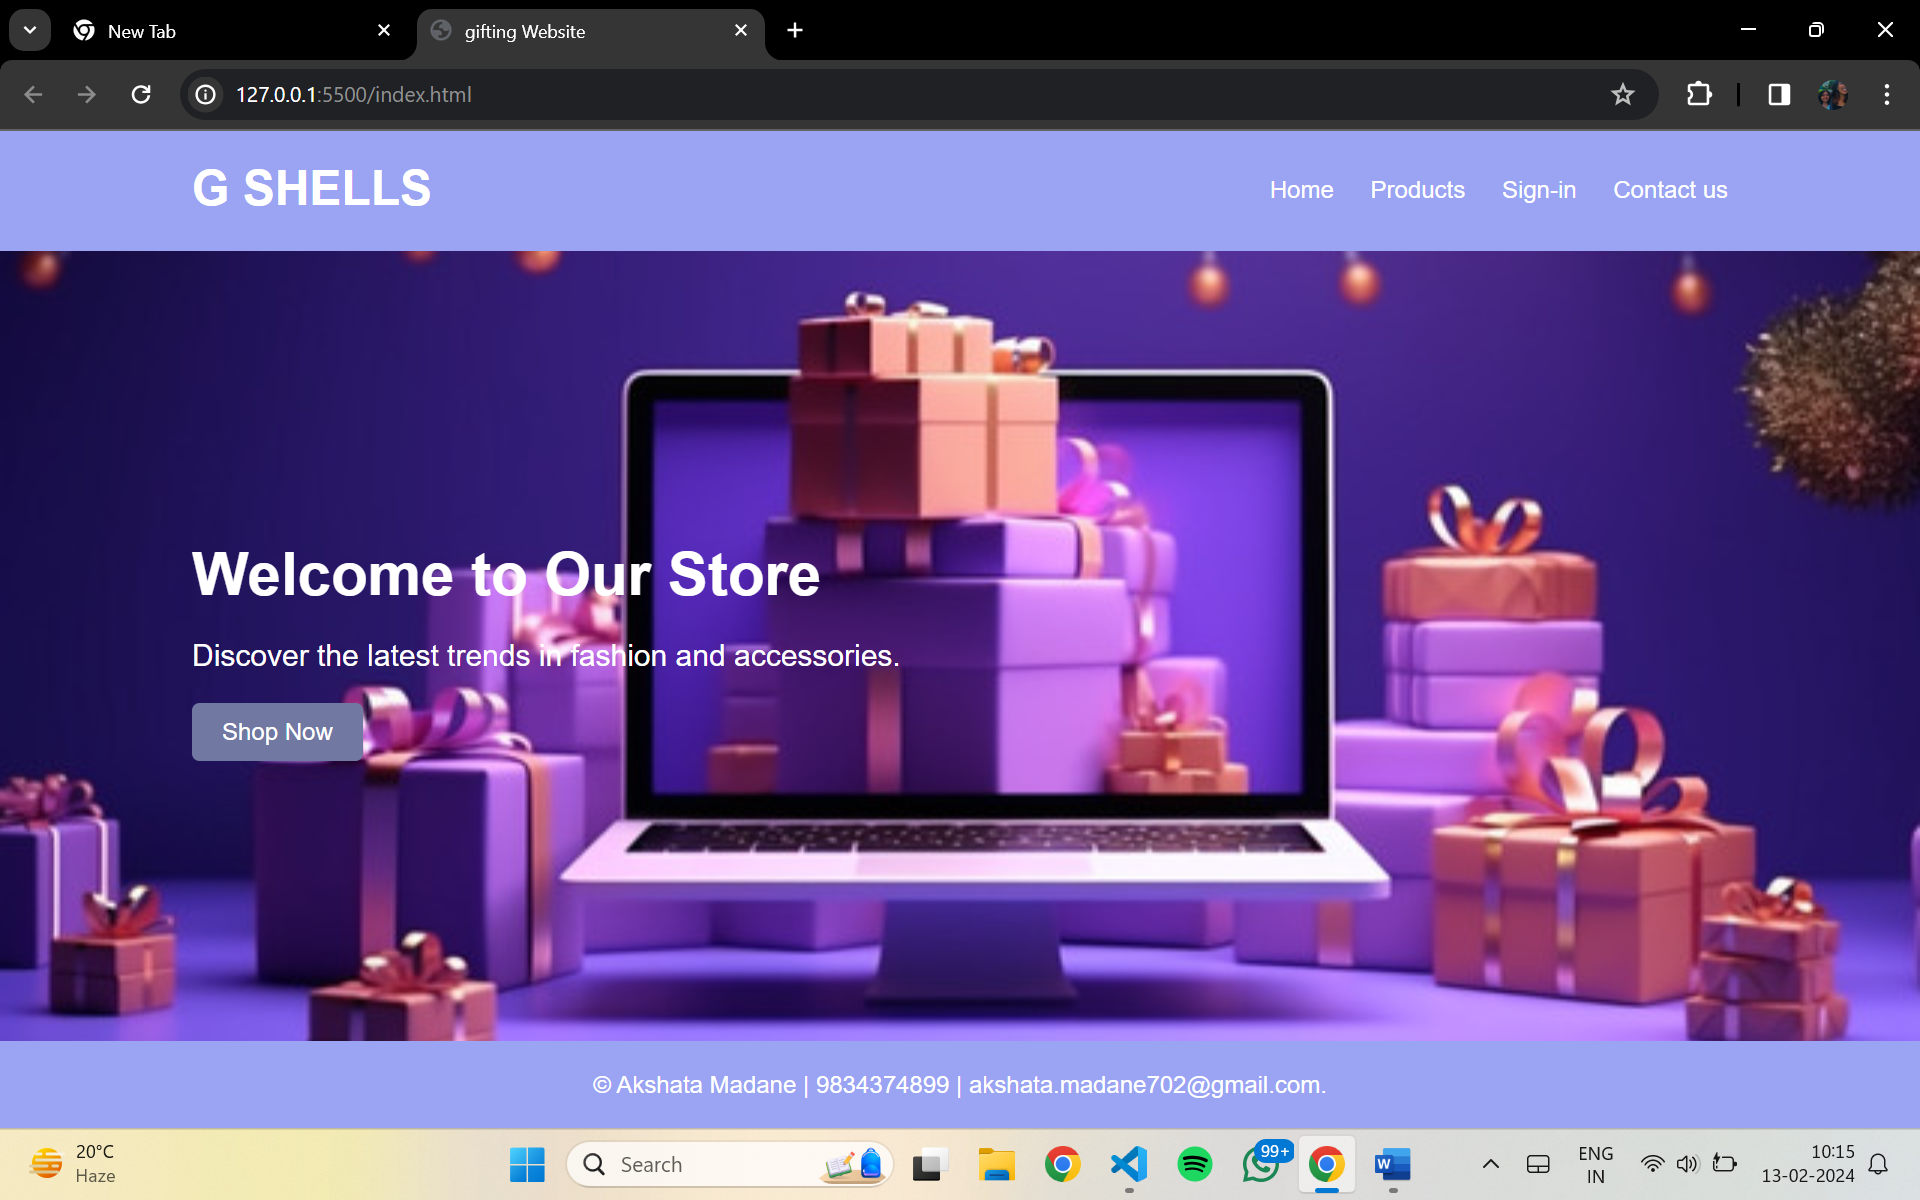 New Tab
gifting Website
127.0.0.1:5500/index.html
G SHELLS
Home Products Sign-in Contact us
Welcome to Our Store
Discover the latest trends in fashion and accessories.
Shop Now
© Akshata Madane | 9834374899 | akshata.madane702@gmail.com.
20°C
Haze
Search
99+
W
ENG
IN
10:15
13-02-2024